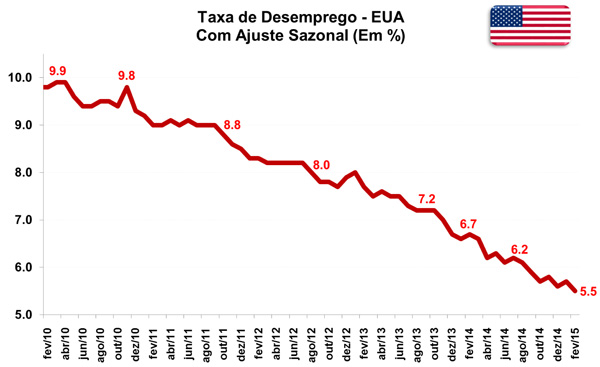 Taxa de Desemprego - EUA
Com Ajuste Sazonal (Em %)
10.0
9.0
8.0
7.0
6.0
5.0
9.9
9.8
8.8
8.0
7.2
6.7
6.2
5.5
fev/10
abr/10
jun/10
ago/10
out/10
dez/10
fev/11
abr/11
jun/11
ago/11
out/11
dez/11
fev/12
abr/12
jun/12
ago/12
out/12
dez/12
fev/13
abr/13
jun/13
ago/13
out/13
dez/13
fev/14
abr/14
jun/14
ago/14
out/14
dez/14
fev/15